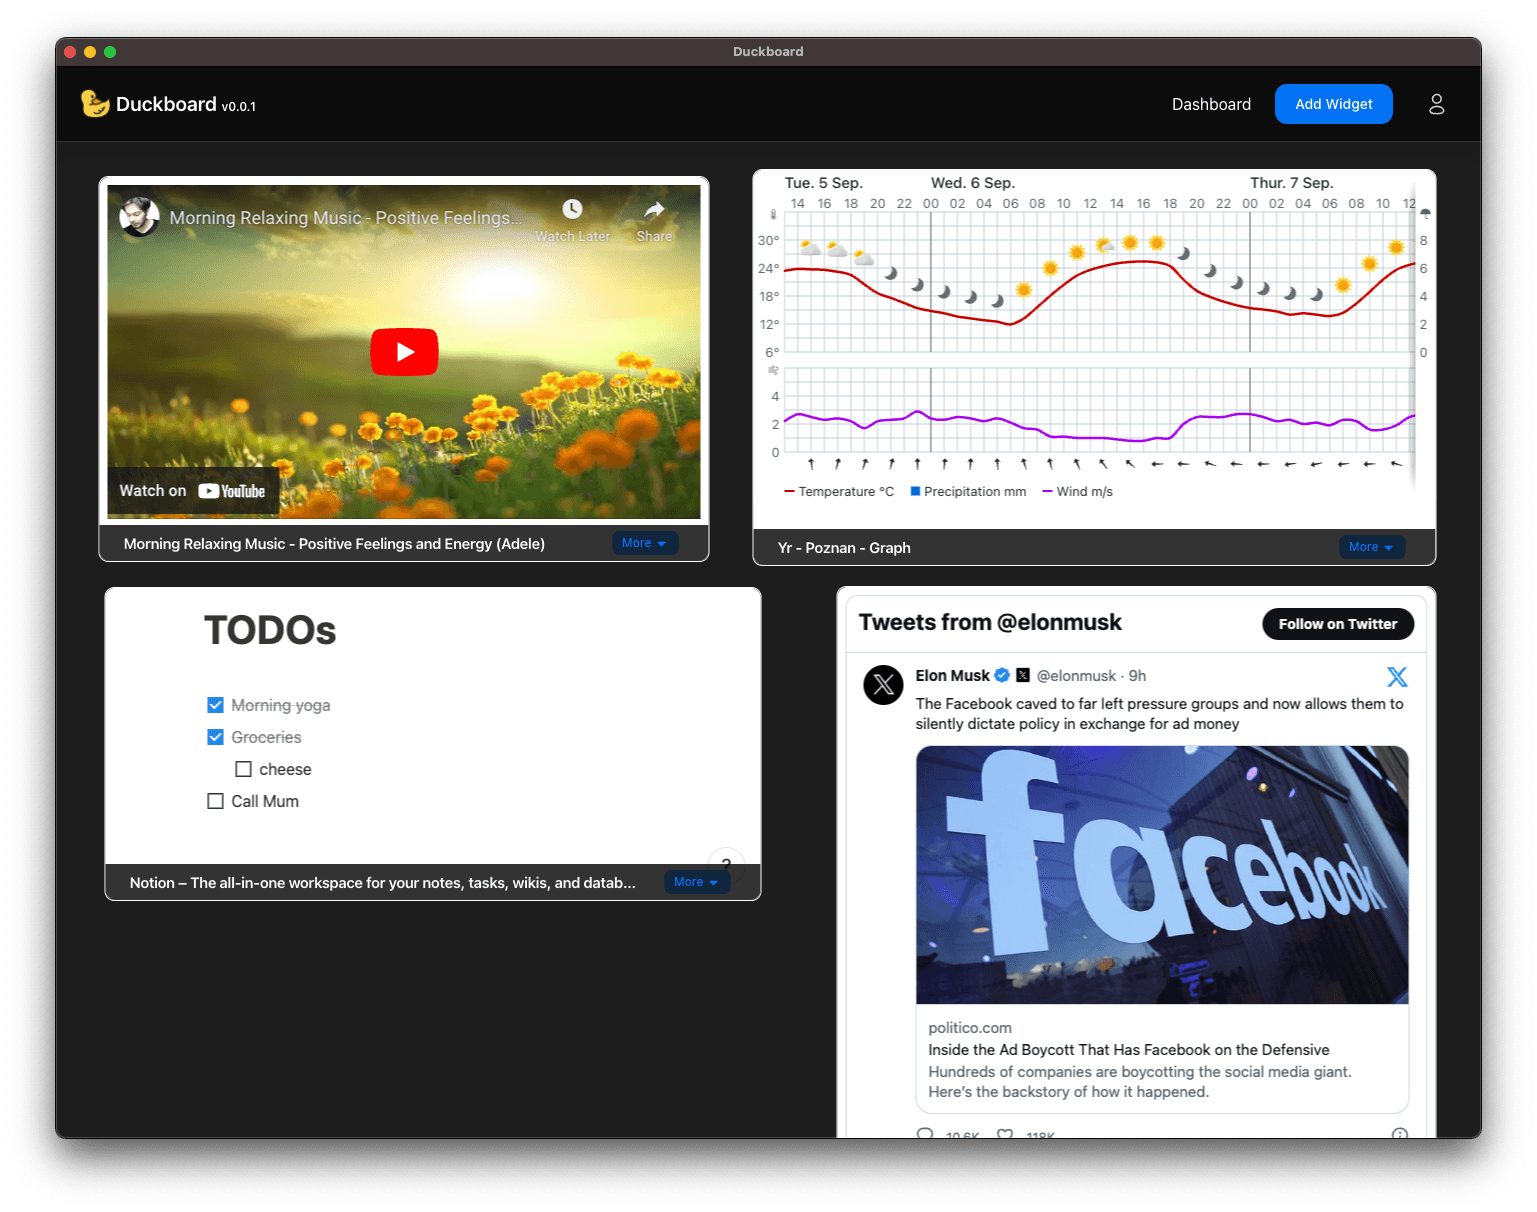 Duckboard
Duckboard v0.0.1
Dashboard
Add Widget
Morning Relaxing Music - Positive Feelings...
Watch Later
Share
Watch on YouTube
Morning Relaxing Music - Positive Feelings and Energy (Adele)
More
Tue. 5 Sep.
Wed. 6 Sep.
Thur. 7 Sep.
14 16 18 20 22 00 02 04 06 08 10 12 14 16 18 20 22 00 02 04 06 08 10 12
30°
24°
18°
12°
6°
8
6
4
2
0
4
2
0
Temperature °C
Precipitation mm
Wind m/s
Yr - Poznan - Graph
More
TODOs
Morning yoga
Groceries
cheese
Call Mum
?
Notion – The all-in-one workspace for your notes, tasks, wikis, and datab...
More
Tweets from @elonmusk
Follow on Twitter
Elon Musk @elonmusk · 9h
The Facebook caved to far left pressure groups and now allows them to
silently dictate policy in exchange for ad money
facebook
politico.com
Inside the Ad Boycott That Has Facebook on the Defensive
Hundreds of companies are boycotting the social media giant.
Here's the backstory of how it happened.
10.6K
118K